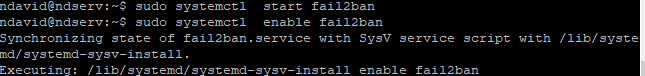 ndavid@ndserv:~$ sudo systemctl  start fail2ban
ndavid@ndserv:~$ sudo systemctl  enable fail2ban
Synchronizing state of fail2ban.service with SysV service script with /lib/syste
md/systemd-sysv-install.
Executing: /lib/systemd/systemd-sysv-install enable fail2ban